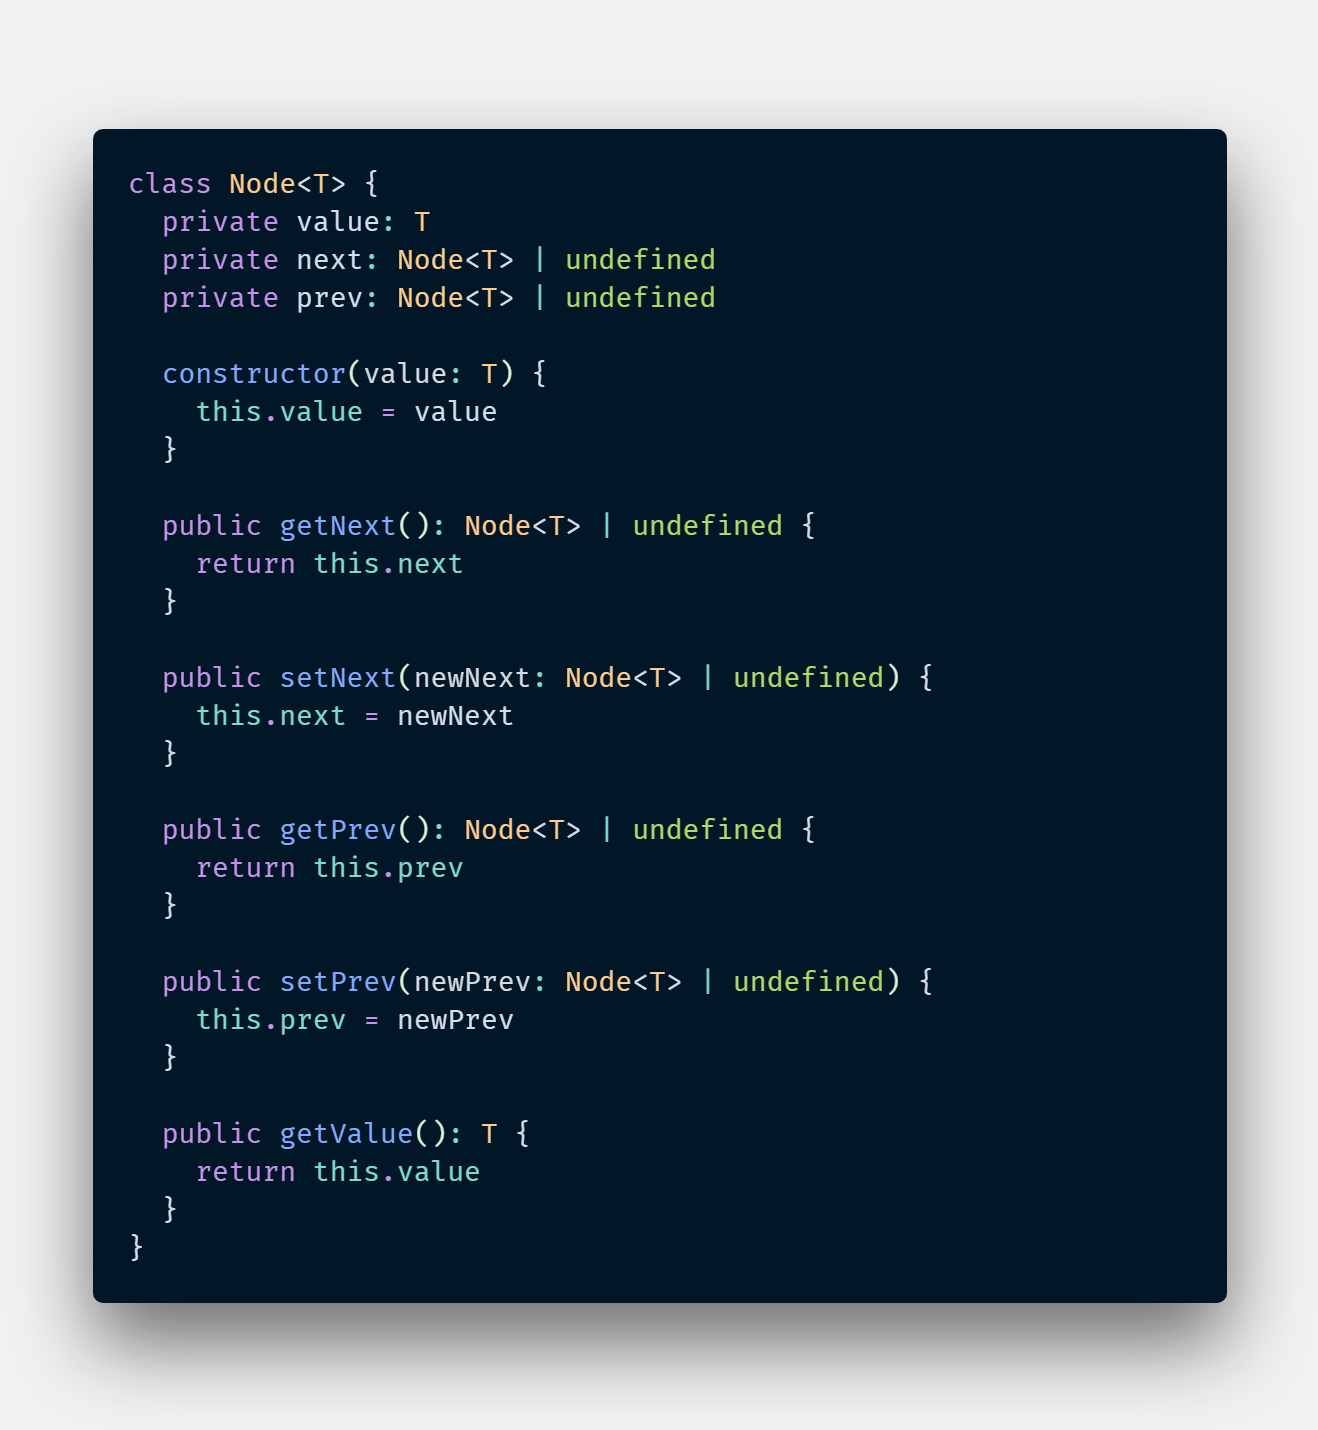 class Node<T> {
  private value: T
  private next: Node<T> | undefined
  private prev: Node<T> | undefined

  constructor(value: T) {
    this.value = value
  }

  public getNext(): Node<T> | undefined {
    return this.next
  }

  public setNext(newNext: Node<T> | undefined) {
    this.next = newNext
  }

  public getPrev(): Node<T> | undefined {
    return this.prev
  }

  public setPrev(newPrev: Node<T> | undefined) {
    this.prev = newPrev
  }

  public getValue(): T {
    return this.value
  }
}